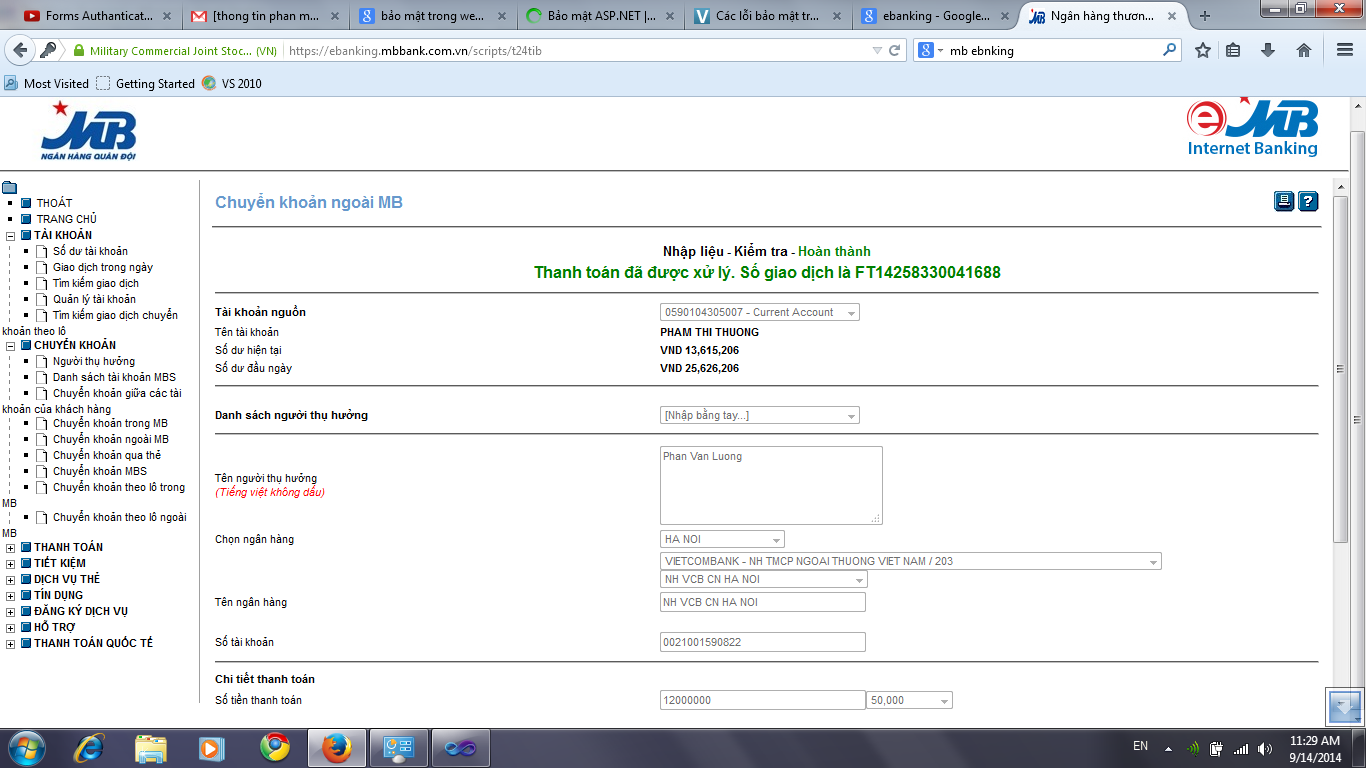 Forms Authenticat...
[thong tin phan m...
bảo mật trong we...
Bảo mật ASP.NET |...
Các lỗi bảo mật tr...
ebanking - Google...
Ngân hàng thươn...
Military Commercial Joint Stoc... (VN)
https://ebanking.mbbank.com.vn/scripts/t24tib
mb ebnking
Most Visited
Getting Started
VS 2010
MB
NGÂN HÀNG QUÂN ĐỘI
e MB
Internet Banking
THOÁT
TRANG CHỦ
TÀI KHOẢN
Số dư tài khoản
Giao dịch trong ngày
Tìm kiếm giao dịch
Quản lý tài khoản
Tìm kiếm giao dịch chuyển
khoản theo lô
CHUYỂN KHOẢN
Người thụ hưởng
Danh sách tài khoản MBS
Chuyển khoản giữa các tài
khoản của khách hàng
Chuyển khoản trong MB
Chuyển khoản ngoài MB
Chuyển khoản qua thẻ
Chuyển khoản MBS
Chuyển khoản theo lô trong
MB
Chuyển khoản theo lô ngoài
MB
THANH TOÁN
TIẾT KIỆM
DỊCH VỤ THẺ
TÍN DỤNG
ĐĂNG KÝ DỊCH VỤ
HỖ TRỢ
THANH TOÁN QUỐC TẾ
Chuyển khoản ngoài MB
Nhập liệu - Kiểm tra - Hoàn thành
Thanh toán đã được xử lý. Số giao dịch là FT14258330041688
Tài khoản nguồn
0590104305007 - Current Account
Tên tài khoản
PHAM THI THUONG
Số dư hiện tại
VND 13,615,206
Số dư đầu ngày
VND 25,626,206
Danh sách người thụ hưởng
[Nhập bằng tay...]
Tên người thụ hưởng
(Tiếng việt không dấu)
Phan Van Luong
Chọn ngân hàng
HA NOI
VIETCOMBANK - NH TMCP NGOAI THUONG VIET NAM / 203
NH VCB CN HA NOI
Tên ngân hàng
NH VCB CN HA NOI
Số tài khoản
0021001590822
Chi tiết thanh toán
Số tiền thanh toán
12000000
50,000
EN
11:29 AM
9/14/2014